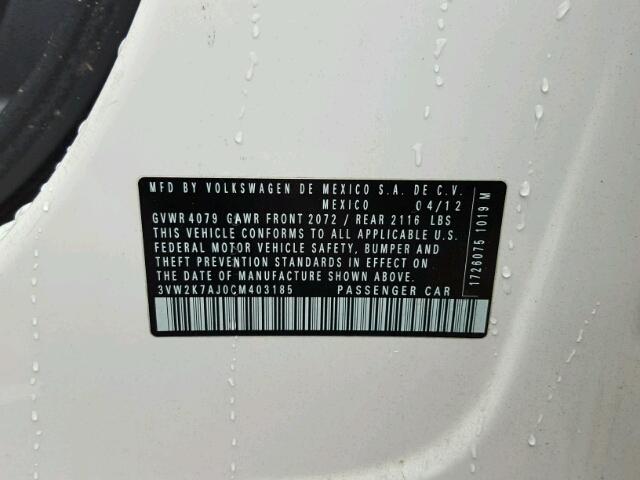 MFD BY VOLKSWAGEN DE MEXICO S.A. DE C.V.
MEXICO 04/12
GVWR 4079 GAWR FRONT 2072 / REAR 2116 LBS
THIS VEHICLE CONFORMS TO ALL APPLICABLE U.S.
FEDERAL MOTOR VEHICLE SAFETY, BUMPER AND
THEFT PREVENTION STANDARDS IN EFFECT ON
THE DATE OF MANUFACTURE SHOWN ABOVE.
3VW2K7AJ0CM403185 PASSENGER CAR
1726075 1019 M